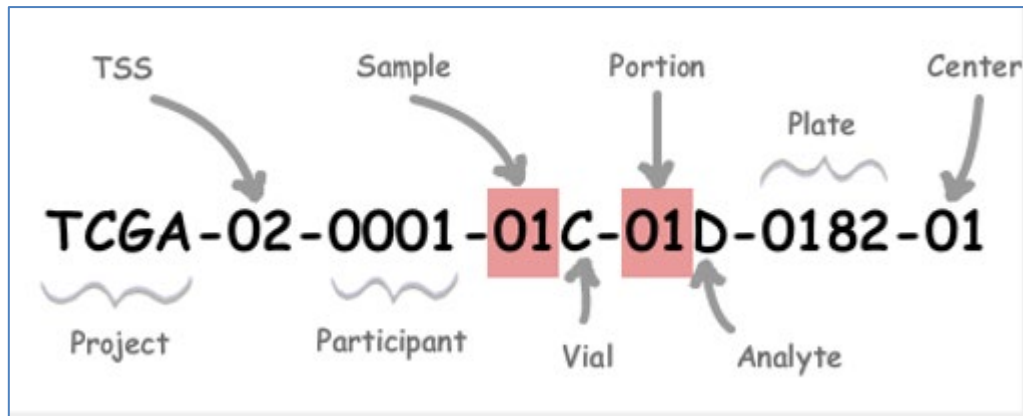 TSS Sample Portion Center
Plate
TCGA-02-0001-01C-01D-0182-01
Project Participant Vial Analyte